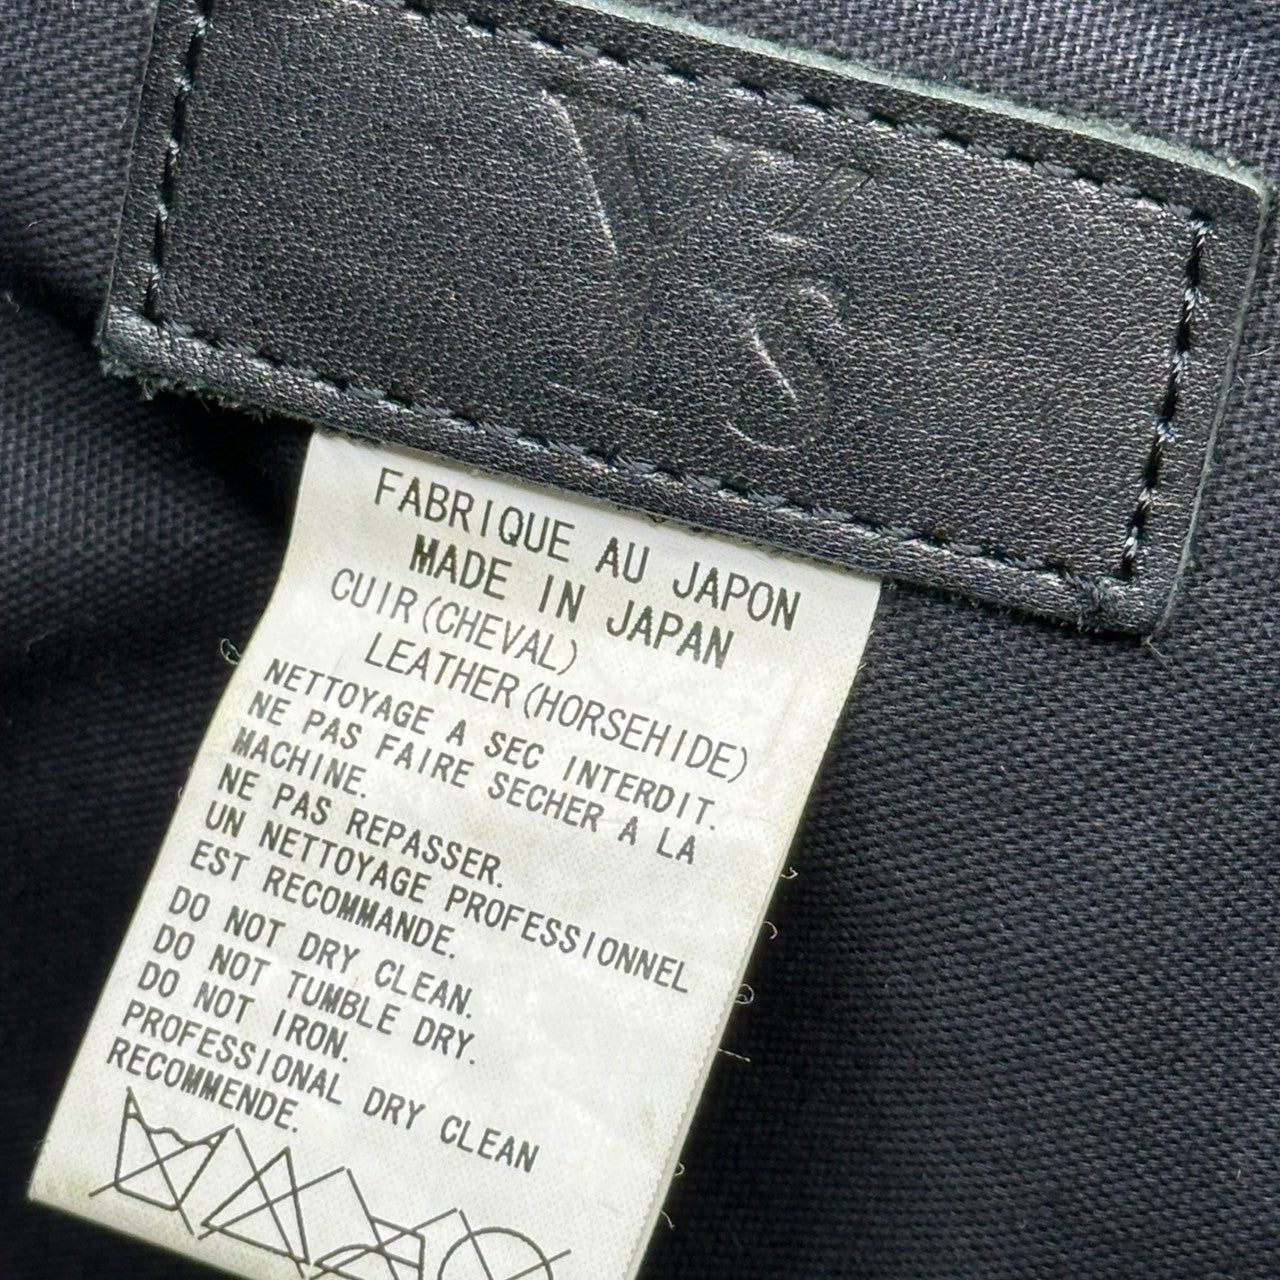 Y's
FABRIQUE AU JAPON
MADE IN JAPAN
CUIR(CHEVAL)
LEATHER(HORSEHIDE)
NETTOYAGE A SEC INTERDIT.
NE PAS FAIRE SECHER A LA
MACHINE.
NE PAS REPASSER.
UN NETTOYAGE PROFESSIONNEL
EST RECOMMANDE.
DO NOT DRY CLEAN.
DO NOT TUMBLE DRY.
DO NOT IRON.
PROFESSIONAL DRY CLEAN
RECOMMENDE.